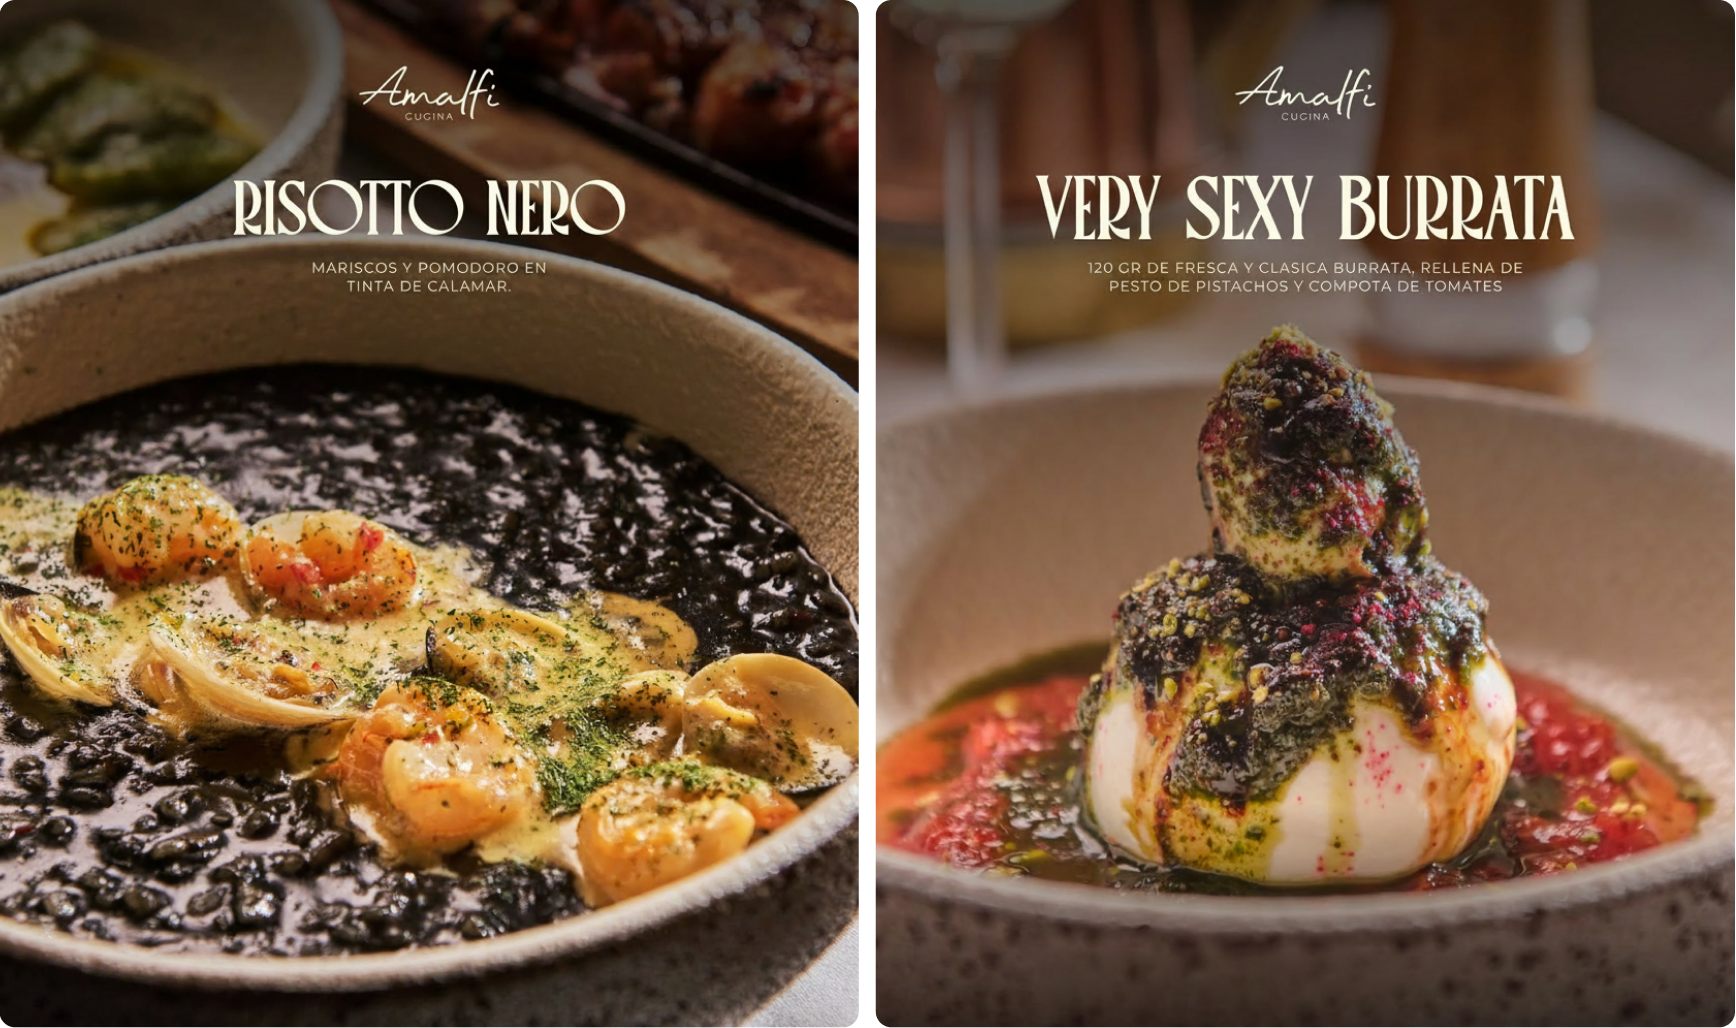 Amalfi
CUCINA
RISOTTO NERO
MARISCOS Y POMODORO EN
TINTA DE CALAMAR.
Amalfi
CUCINA
VERY SEXY BURRATA
120 GR DE FRESCA Y CLASICA BURRATA, RELLENA DE
PESTO DE PISTACHOS Y COMPOTA DE TOMATES